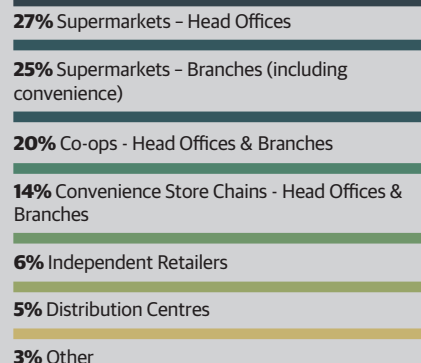 27% Supermarkets – Head Offices
25% Supermarkets – Branches (including
convenience)
20% Co-ops - Head Offices & Branches
14% Convenience Store Chains - Head Offices &
Branches
6% Independent Retailers
5% Distribution Centres
3% Other